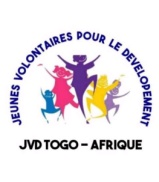 JEUNES VOLONTAIRES POUR LE DEVELOPEMENT
JVD TOGO – AFRIQUE